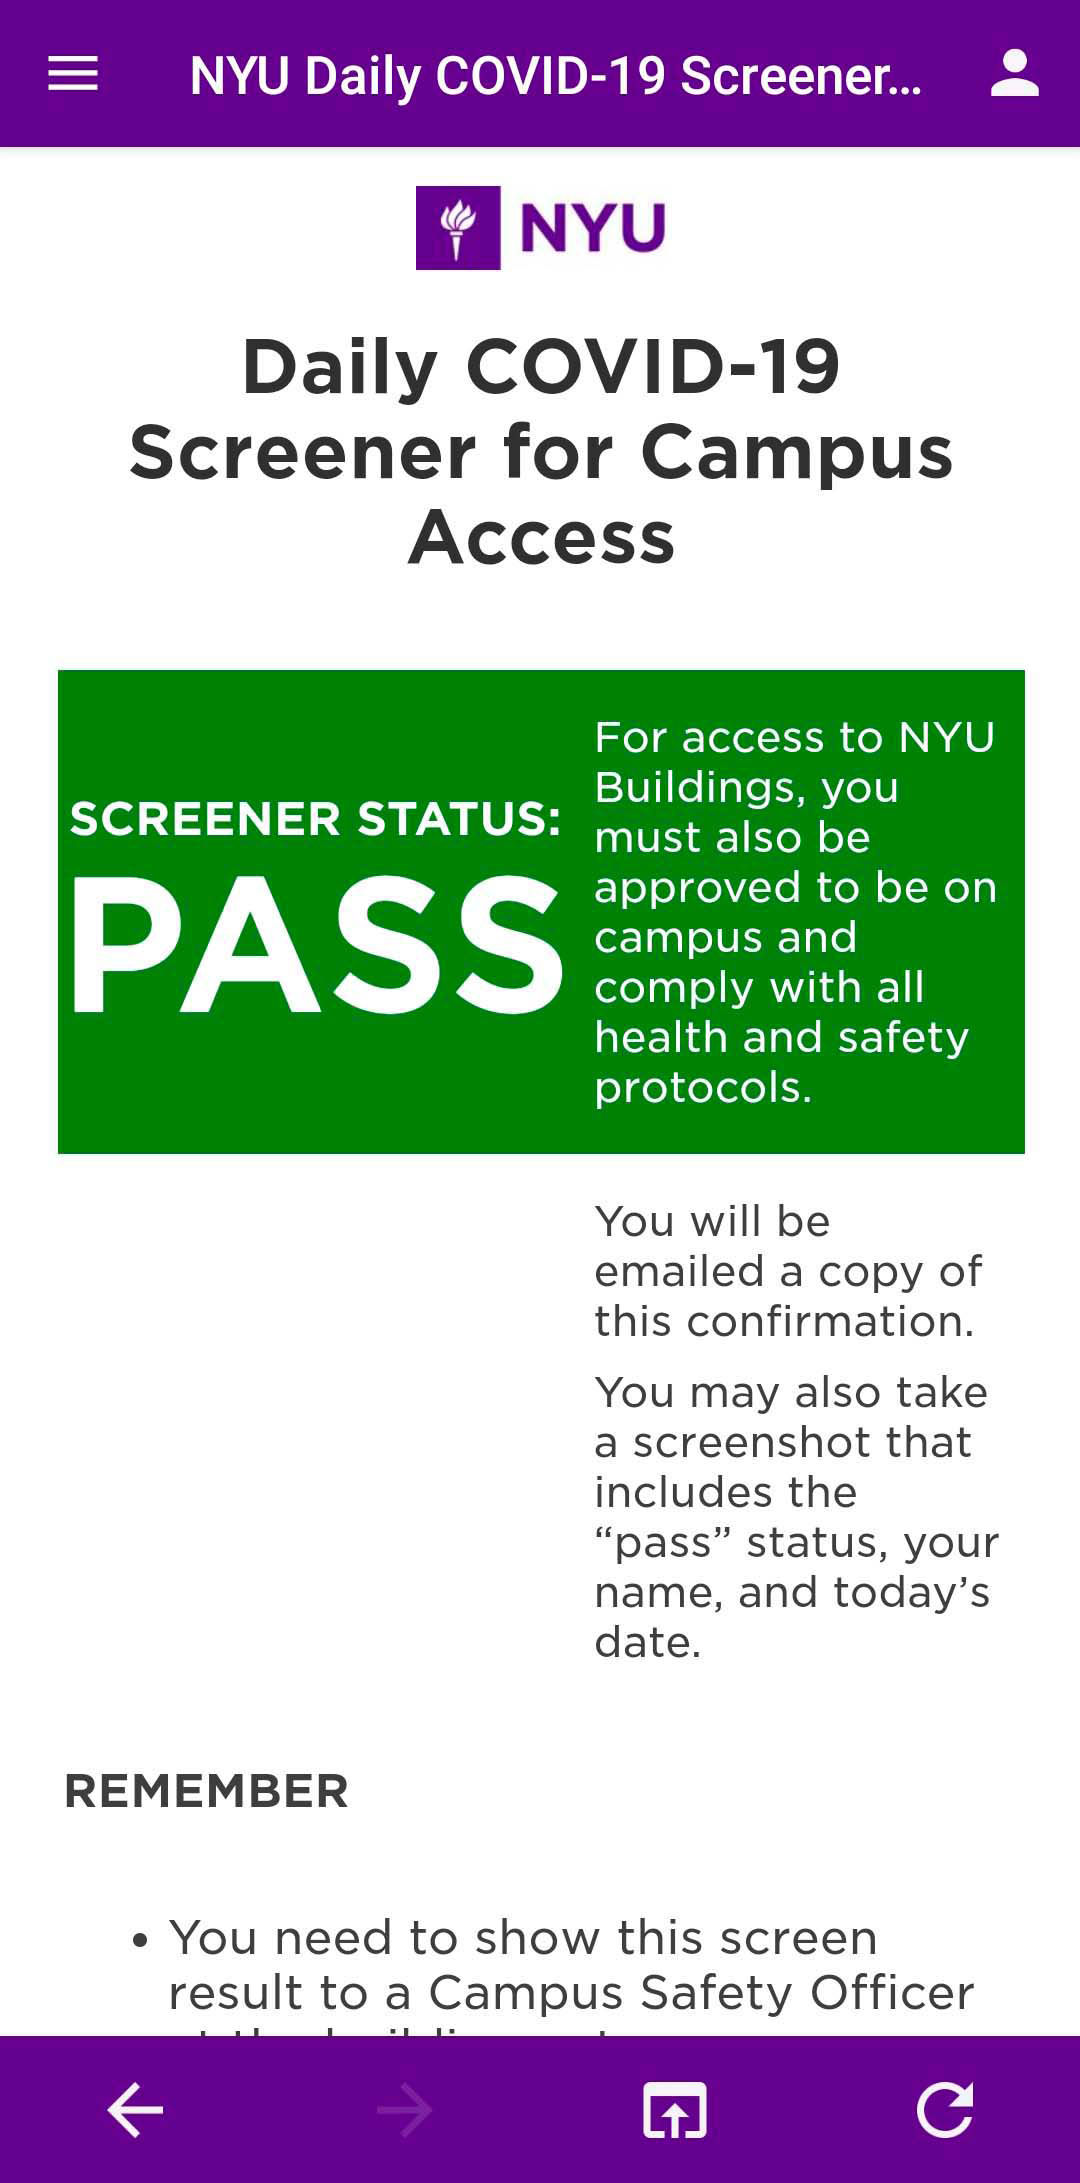 NYU Daily COVID-19 Screener...
NYU
Daily COVID-19
Screener for Campus
Access
SCREENER STATUS:
PASS
For access to NYU
Buildings, you
must also be
approved to be on
campus and
comply with all
health and safety
protocols.
You will be
emailed a copy of
this confirmation.
You may also take
a screenshot that
includes the
“pass” status, your
name, and today’s
date.
REMEMBER
• You need to show this screen
result to a Campus Safety Officer